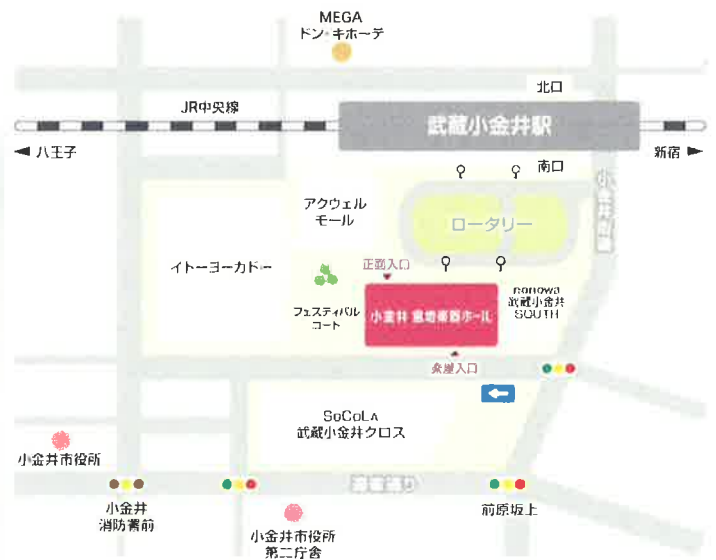 MEGA
ドン・キホーテ
北口
JR中央線
武蔵小金井駅
八王子
新宿
南口
アクウェル
モール
ロータリー
イトーヨーカドー
正面入口
フェスティバル
コート
小金井 宮地楽器ホール
nonowa
武蔵小金井
SOUTH
楽屋入口
SoCoLA
武蔵小金井クロス
小金井市役所
小金井
消防署前
前原坂上
小金井市役所
第二庁舎